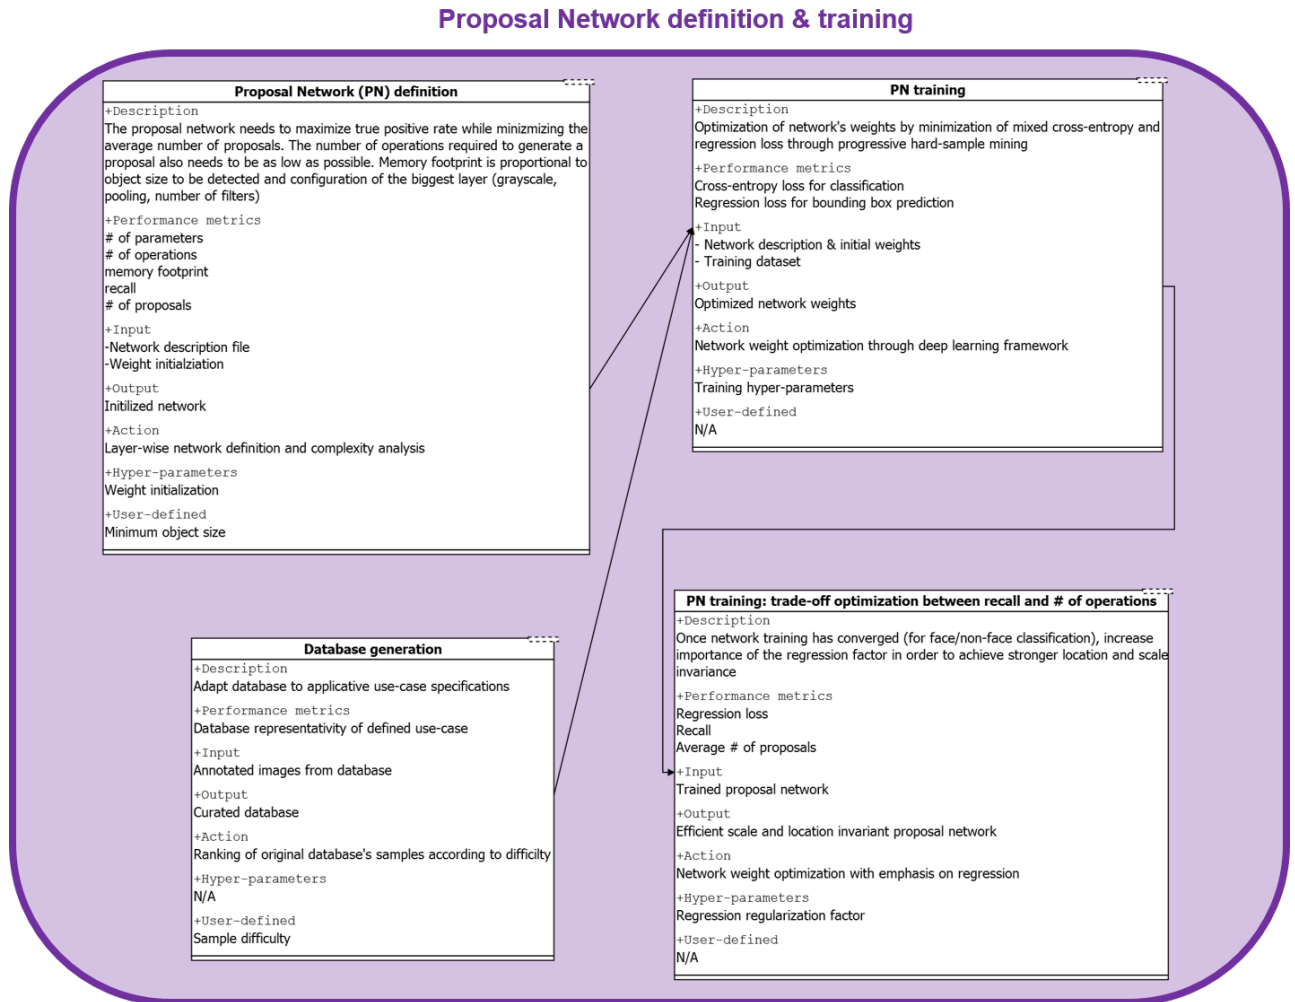 Proposal Network definition & training
Proposal Network (PN) definition
+Description
The proposal network needs to maximize true positive rate while minizmizing the
average number of proposals. The number of operations required to generate a
proposal also needs to be as low as possible. Memory footprint is proportional to
object size to be detected and configuration of the biggest layer (grayscale,
pooling, number of filters)
+Performance metrics
# of parameters
# of operations
memory footprint
recall
# of proposals
+Input
-Network description file
-Weight initialziation
+Output
Initilized network
+Action
Layer-wise network definition and complexity analysis
+Hyper-parameters
Weight initialization
+User-defined
Minimum object size
PN training
+Description
Optimization of network's weights by minimization of mixed cross-entropy and
regression loss through progressive hard-sample mining
+Performance metrics
Cross-entropy loss for classification
Regression loss for bounding box prediction
+Input
- Network description & initial weights
- Training dataset
+Output
Optimized network weights
+Action
Network weight optimization through deep learning framework
+Hyper-parameters
Training hyper-parameters
+User-defined
N/A
Database generation
+Description
Adapt database to applicative use-case specifications
+Performance metrics
Database representativity of defined use-case
+Input
Annotated images from database
+Output
Curated database
+Action
Ranking of original database's samples according to difficilty
+Hyper-parameters
N/A
+User-defined
Sample difficulty
PN training: trade-off optimization between recall and # of operations
+Description
Once network training has converged (for face/non-face classification), increase
importance of the regression factor in order to achieve stronger location and scale
invariance
+Performance metrics
Regression loss
Recall
Average # of proposals
+Input
Trained proposal network
+Output
Efficient scale and location invariant proposal network
+Action
Network weight optimization with emphasis on regression
+Hyper-parameters
Regression regularization factor
+User-defined
N/A